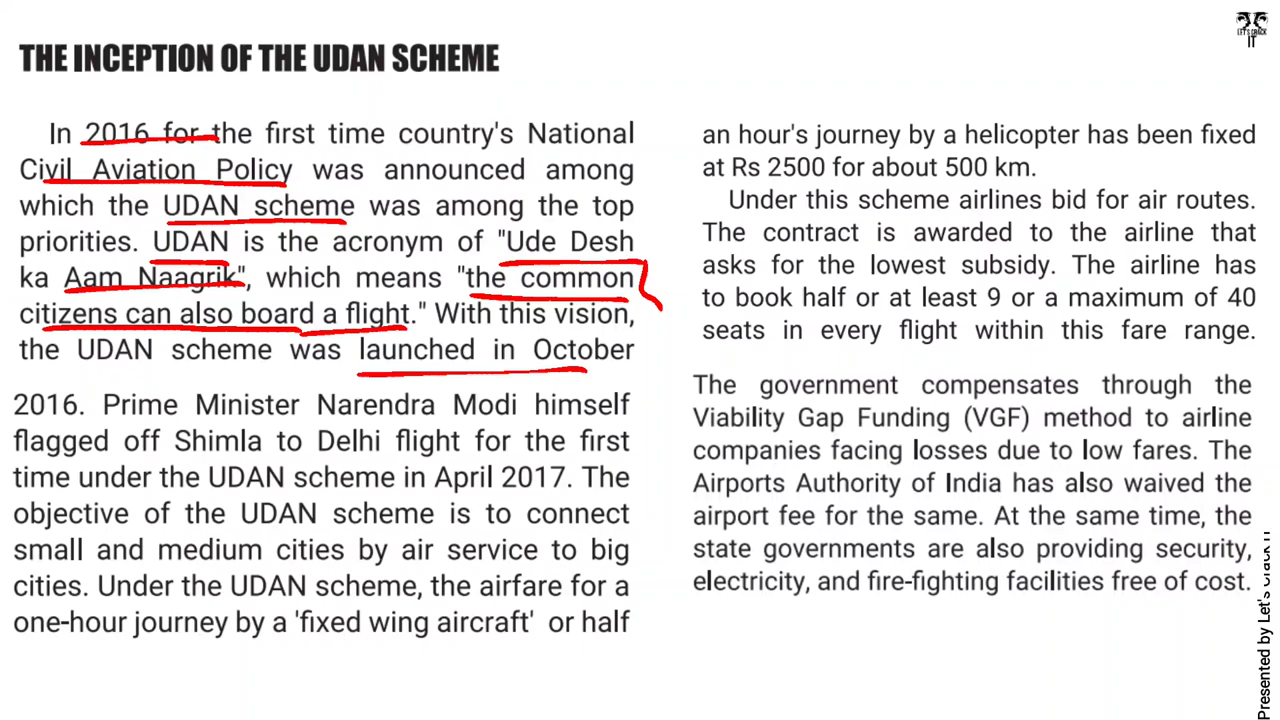 LET'S CRACK
IT
THE INCEPTION OF THE UDAN SCHEME
In 2016 for the first time country's National
Civil Aviation Policy was announced among
which the UDAN scheme was among the top
priorities. UDAN is the acronym of "Ude Desh
ka Aam Naagrik", which means "the common
citizens can also board a flight." With this vision,
the UDAN scheme was launched in October
2016. Prime Minister Narendra Modi himself
flagged off Shimla to Delhi flight for the first
time under the UDAN scheme in April 2017. The
objective of the UDAN scheme is to connect
small and medium cities by air service to big
cities. Under the UDAN scheme, the airfare for a
one-hour journey by a 'fixed wing aircraft' or half
an hour's journey by a helicopter has been fixed
at Rs 2500 for about 500 km.
Under this scheme airlines bid for air routes.
The contract is awarded to the airline that
asks for the lowest subsidy. The airline has
to book half or at least 9 or a maximum of 40
seats in every flight within this fare range.
The government compensates through the
Viability Gap Funding (VGF) method to airline
companies facing losses due to low fares. The
Airports Authority of India has also waived the
airport fee for the same. At the same time, the
state governments are also providing security,
electricity, and fire-fighting facilities free of cost.
Presented by Let's Crack IT